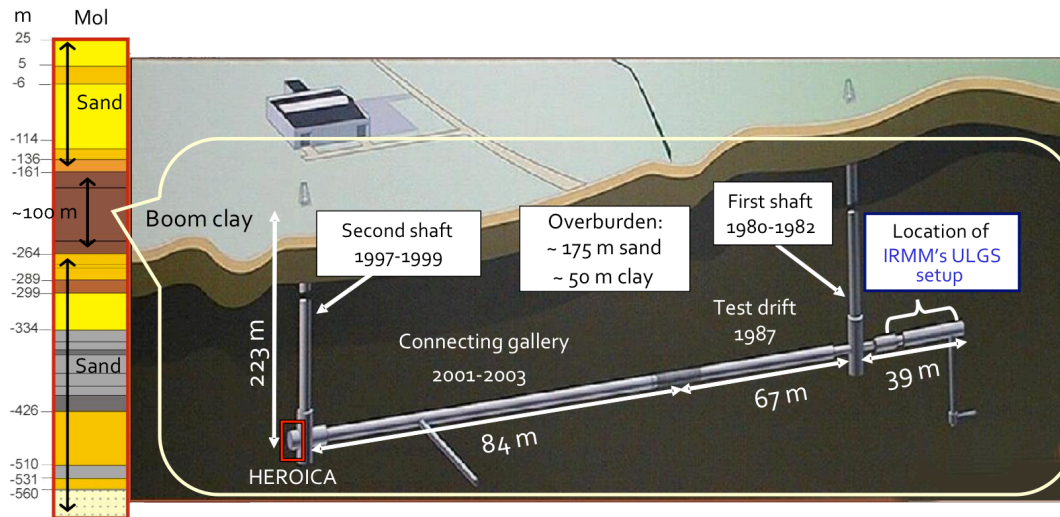 m
Mol
25
5
-6
Sand
-114
-136
-161
~100 m
-264
-289
-299
-334
Sand
-426
-510
-531
-560
Boom clay
Second shaft
1997-1999
Overburden:
~ 175 m sand
~ 50 m clay
First shaft
1980-1982
Location of
IRMM's ULGS
setup
223 m
Connecting gallery
2001-2003
Test drift
1987
84 m
67 m
39 m
HEROICA